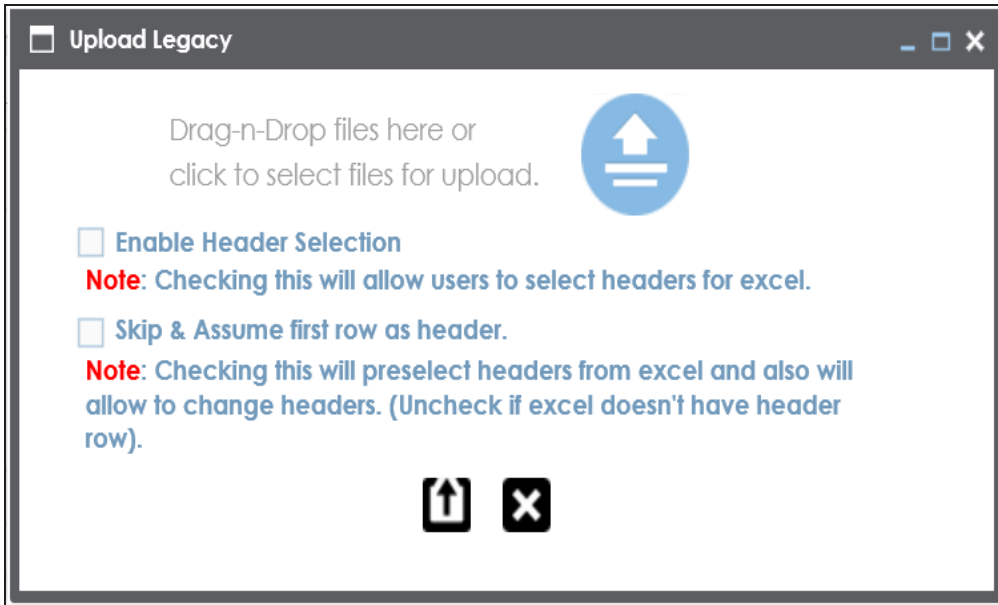 Upload Legacy
Drag-n-Drop files here or
click to select files for upload.
Enable Header Selection
Note: Checking this will allow users to select headers for excel.
Skip & Assume first row as header.
Note: Checking this will preselect headers from excel and also will
allow to change headers. (Uncheck if excel doesn't have header
row).